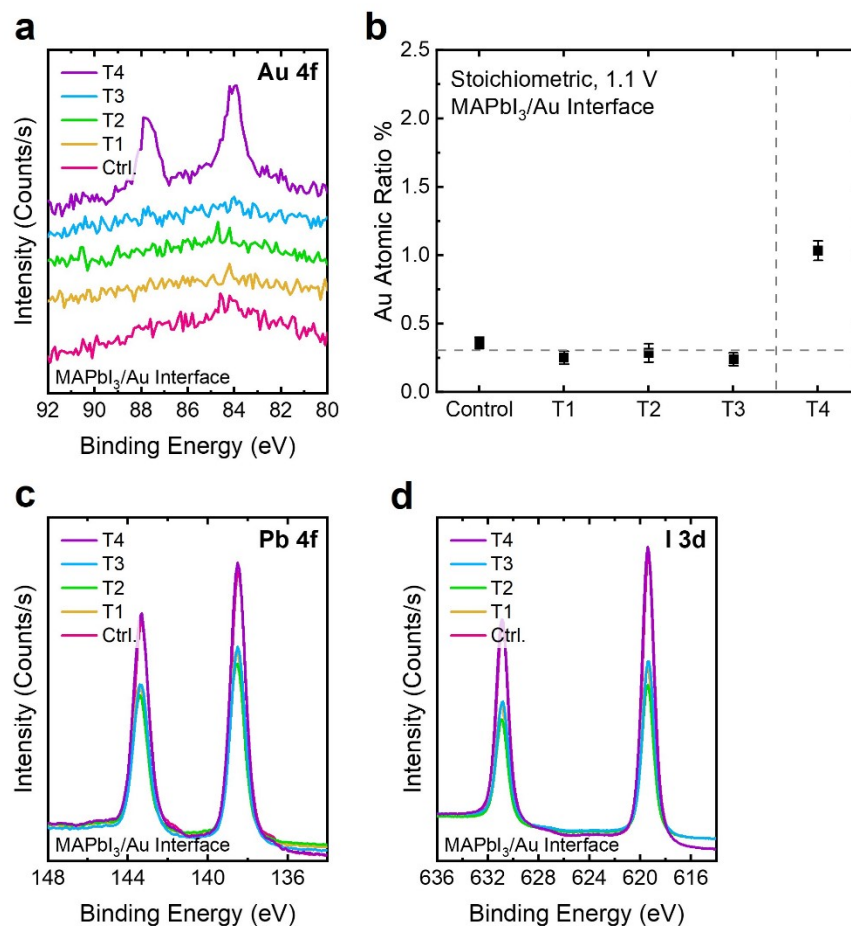 a
Au 4f
T4
T3
T2
T1
Ctrl.
MAPbI₃/Au Interface
92 90 88 86 84 82 80
Binding Energy (eV)
Intensity (Counts/s)
b
Stoichiometric, 1.1 V
MAPbI₃/Au Interface
2.5
2.0
1.5
1.0
0.5
0.0
Control T1 T2 T3 T4
Au Atomic Ratio %
c
Pb 4f
T4
T3
T2
T1
Ctrl.
MAPbI₃/Au Interface
148 144 140 136
Binding Energy (eV)
Intensity (Counts/s)
d
I 3d
T4
T3
T2
T1
Ctrl.
MAPbI₃/Au Interface
636 632 628 624 620 616
Binding Energy (eV)
Intensity (Counts/s)